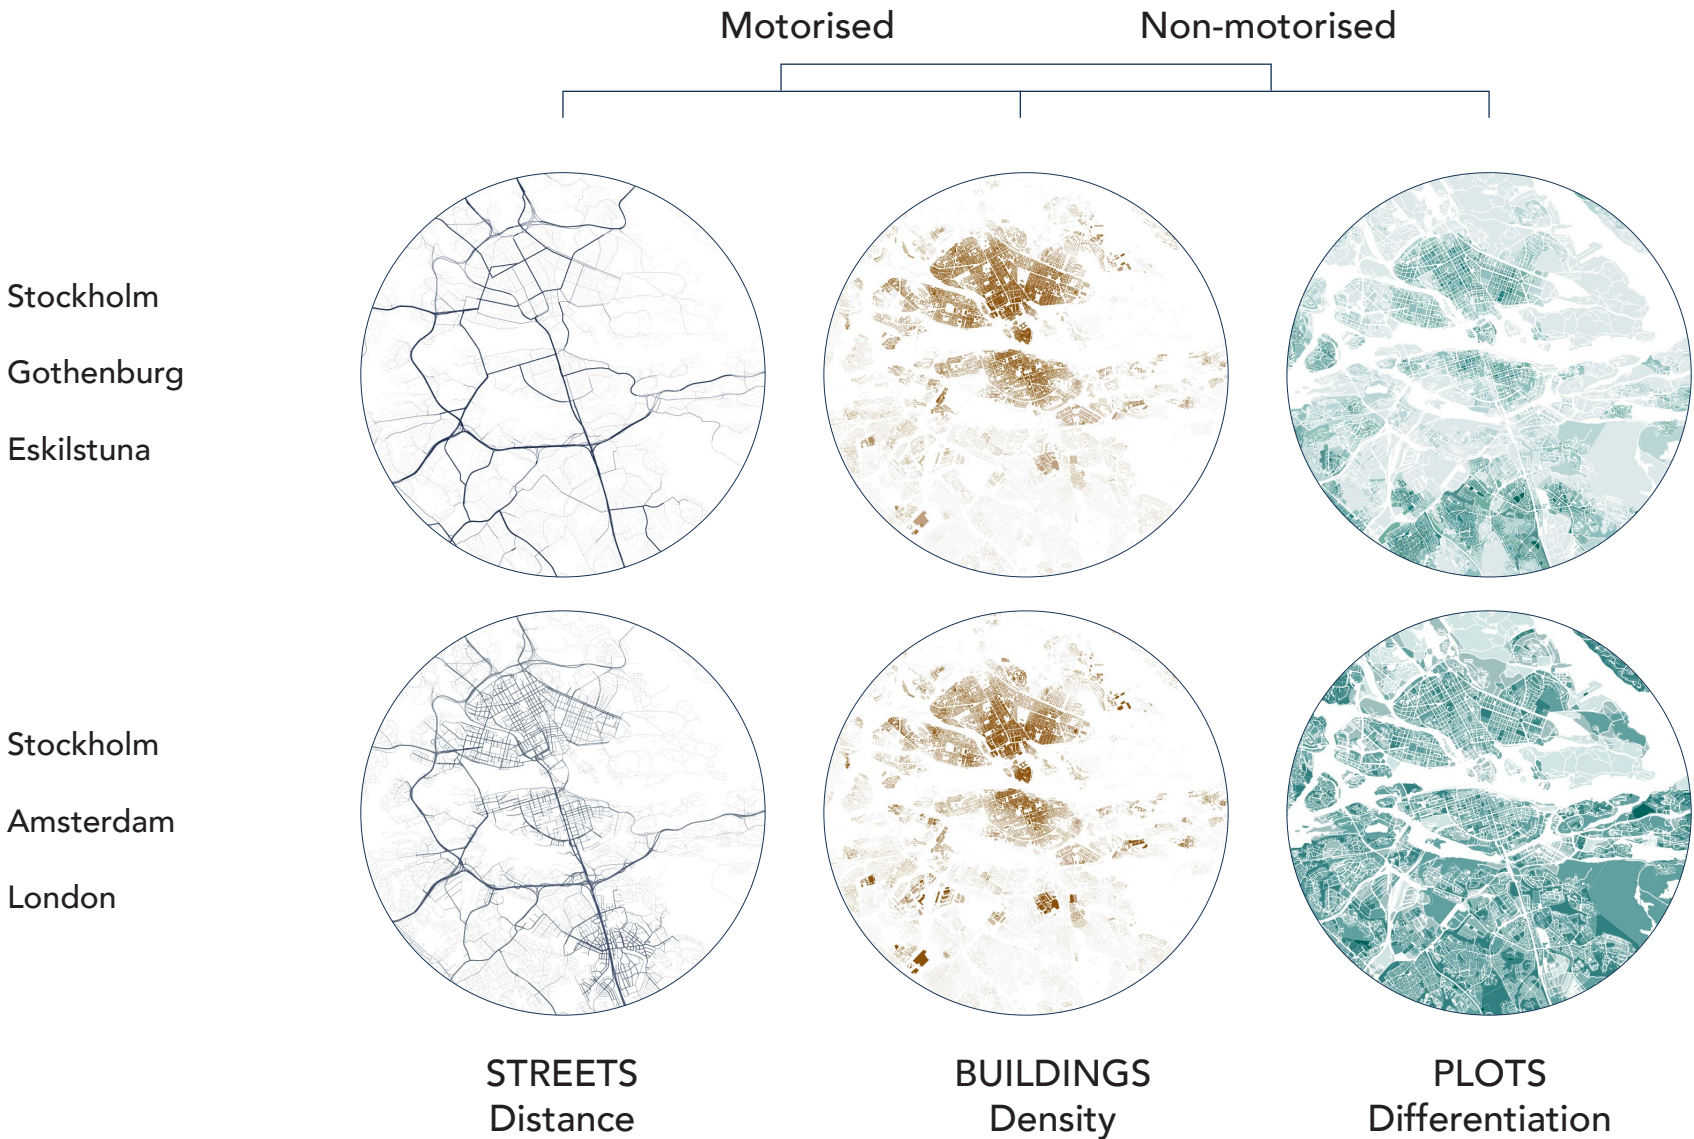 Motorised
Non-motorised
Stockholm
Gothenburg
Eskilstuna
Stockholm
Amsterdam
London
STREETS
Distance
BUILDINGS
Density
PLOTS
Differentiation